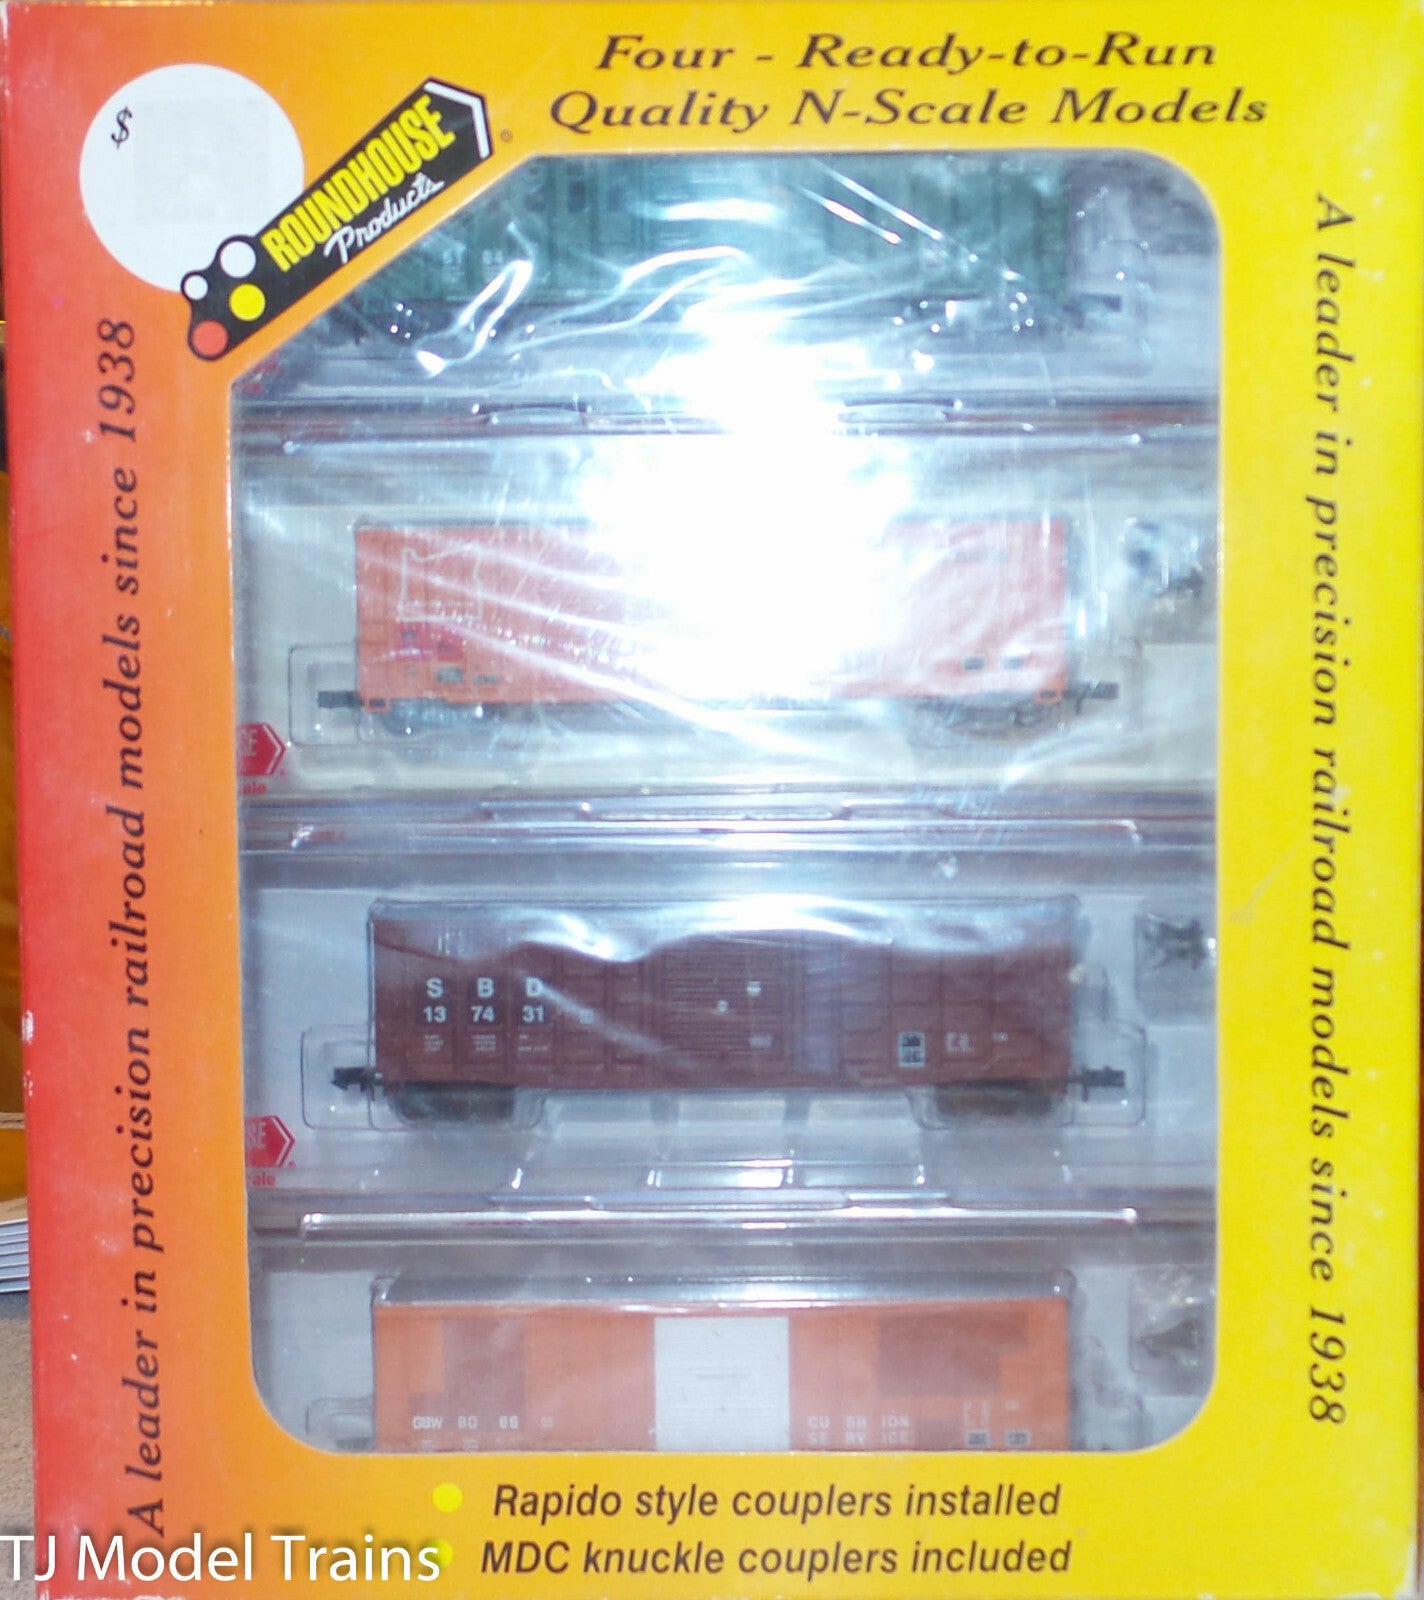 Four - Ready-to-Run
Quality N-Scale Models
$
ROUNDHOUSE
Products
®
A leader in precision railroad models since 1938
A leader in precision railroad models since 1938
S B D
13 74 31
GBW 80 66
CUSHION
SERVICE
Rapido style couplers installed
MDC knuckle couplers included
TJ Model Trains